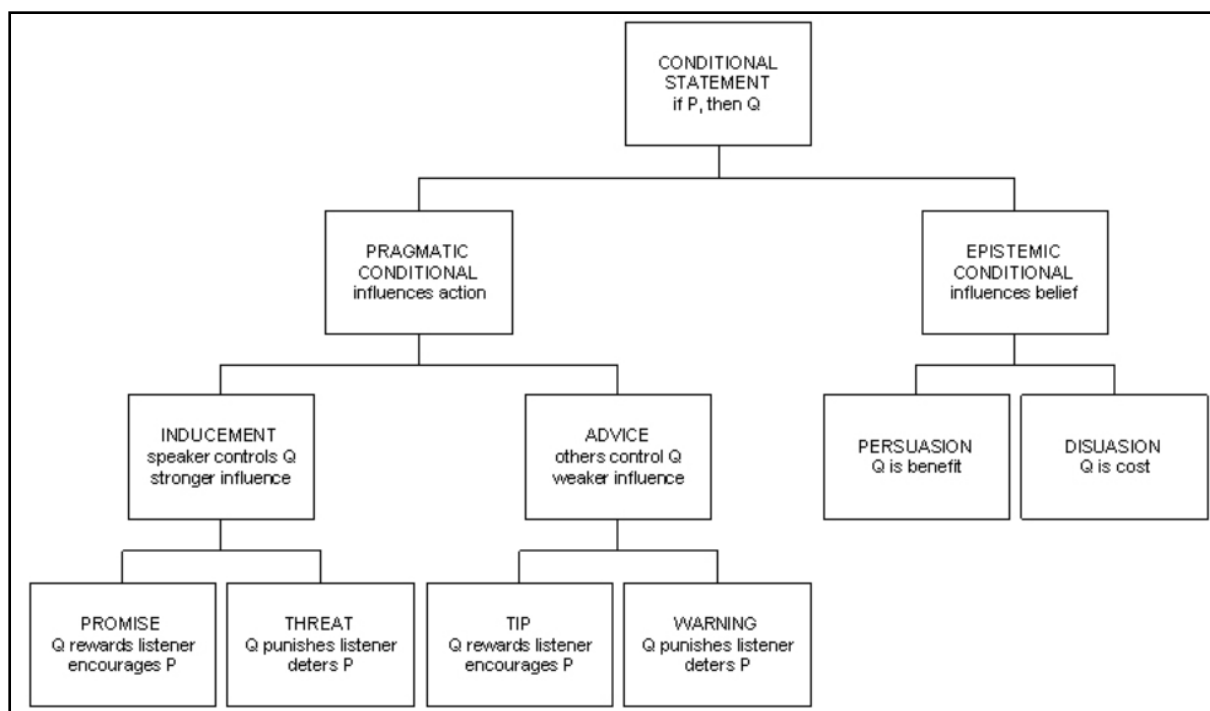 CONDITIONAL
STATEMENT
if P, then Q
PRAGMATIC
CONDITIONAL
influences action
EPISTEMIC
CONDITIONAL
influences belief
INDUCEMENT
speaker controls Q
stronger influence
ADVICE
others control Q
weaker influence
PERSUASION
Q is benefit
DISUASION
Q is cost
PROMISE
Q rewards listener
encourages P
THREAT
Q punishes listener
deters P
TIP
Q rewards listener
encourages P
WARNING
Q punishes listener
deters P